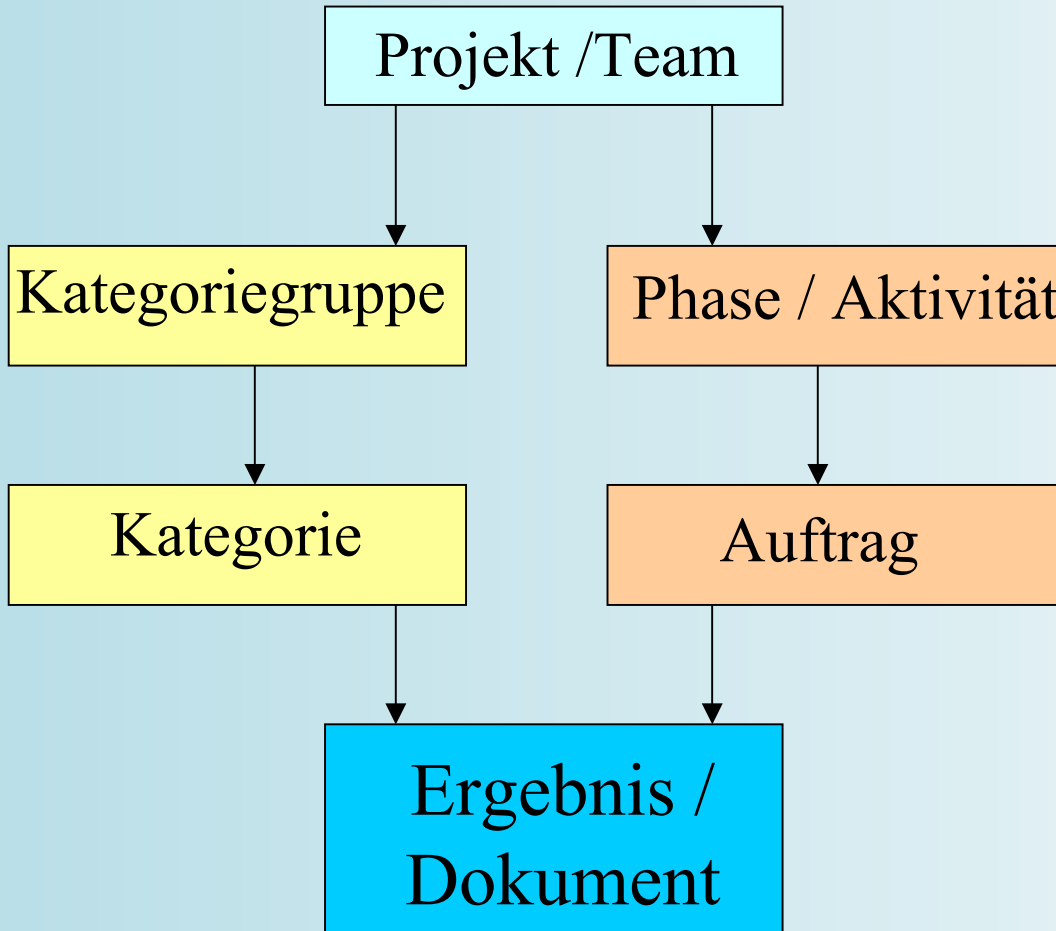 Projekt /Team
Kategoriegruppe
Phase / Aktivität
Kategorie
Auftrag
Ergebnis /
Dokument